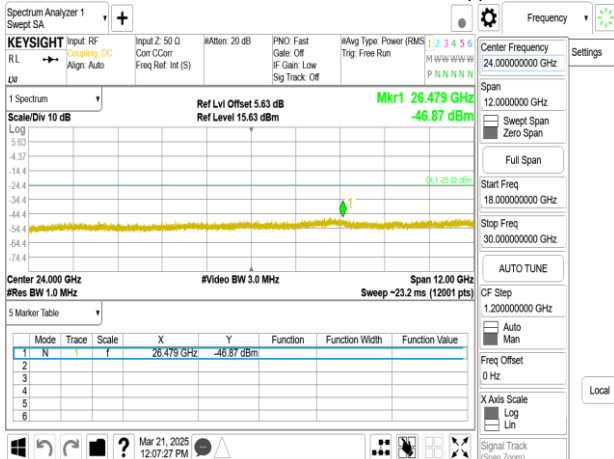 Spectrum Analyzer 1
Swept SA
+
Frequency
KEYSIGHT
Input: RF
Coupling: DC
Align: Auto
Input Z: 50 Ω
Corr CCorr
Freq Ref: Int (S)
#Atten: 20 dB
PNO: Fast
Gate: Off
IF Gain: Low
Sig Track: Off
#Avg Type: Power (RMS
Trig: Free Run
1 2 3 4 5 6
M W W W W W
P N N N N N
RL
LXI
1 Spectrum
Scale/Div 10 dB
Ref Lvl Offset 5.63 dB
Ref Level 15.63 dBm
Mkr1 26.479 GHz
-46.87 dBm
Log
5.63
-4.37
-14.4
-24.4
-34.4
-44.4
-54.4
-64.4
-74.4
DL1 -25.00 dBm
1
Center 24.000 GHz
#Video BW 3.0 MHz
Span 12.00 GHz
#Res BW 1.0 MHz
Sweep ~23.2 ms (12001 pts)
5 Marker Table
Mode Trace Scale X Y Function Function Width Function Value
1 N 1 f 26.479 GHz -46.87 dBm
2
3
4
5
6
Mar 21, 2025
12:07:27 PM
Center Frequency
24.000000000 GHz
Span
12.0000000 GHz
Swept Span
Zero Span
Full Span
Start Freq
18.000000000 GHz
Stop Freq
30.000000000 GHz
AUTO TUNE
CF Step
1.200000000 GHz
Auto
Man
Freq Offset
0 Hz
X Axis Scale
Log
Lin
Signal Track
(Span Zoom)
Settings
Local